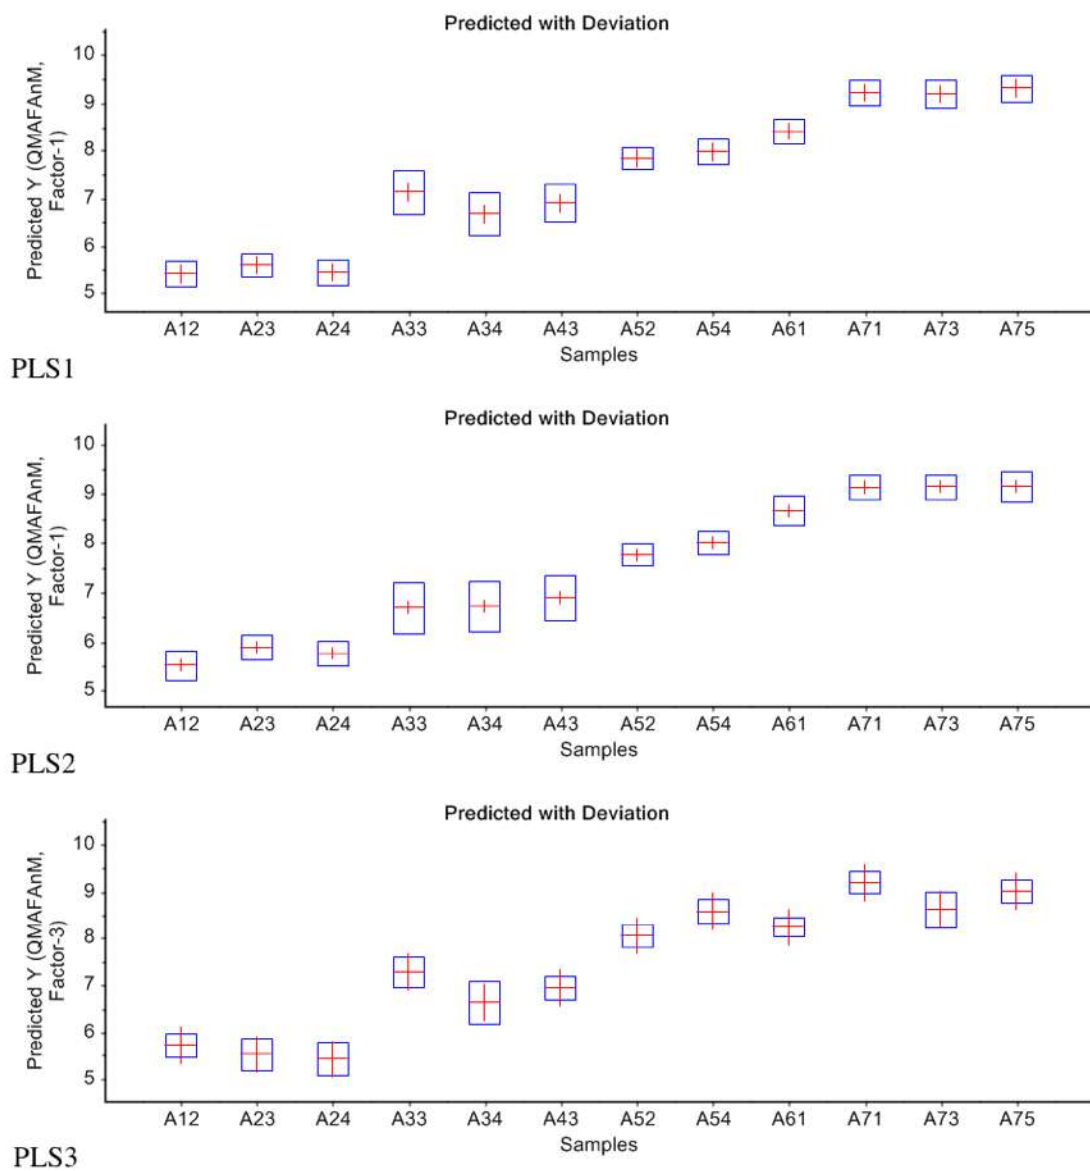 Predicted with Deviation
Predicted Y (QMAFAnM,
Factor-1)
10
9
8
7
6
5
A12 A23 A24 A33 A34 A43 A52 A54 A61 A71 A73 A75
Samples
PLS1
Predicted with Deviation
Predicted Y (QMAFAnM,
Factor-1)
10
9
8
7
6
5
A12 A23 A24 A33 A34 A43 A52 A54 A61 A71 A73 A75
Samples
PLS2
Predicted with Deviation
Predicted Y (QMAFAnM,
Factor-3)
10
9
8
7
6
5
A12 A23 A24 A33 A34 A43 A52 A54 A61 A71 A73 A75
Samples
PLS3